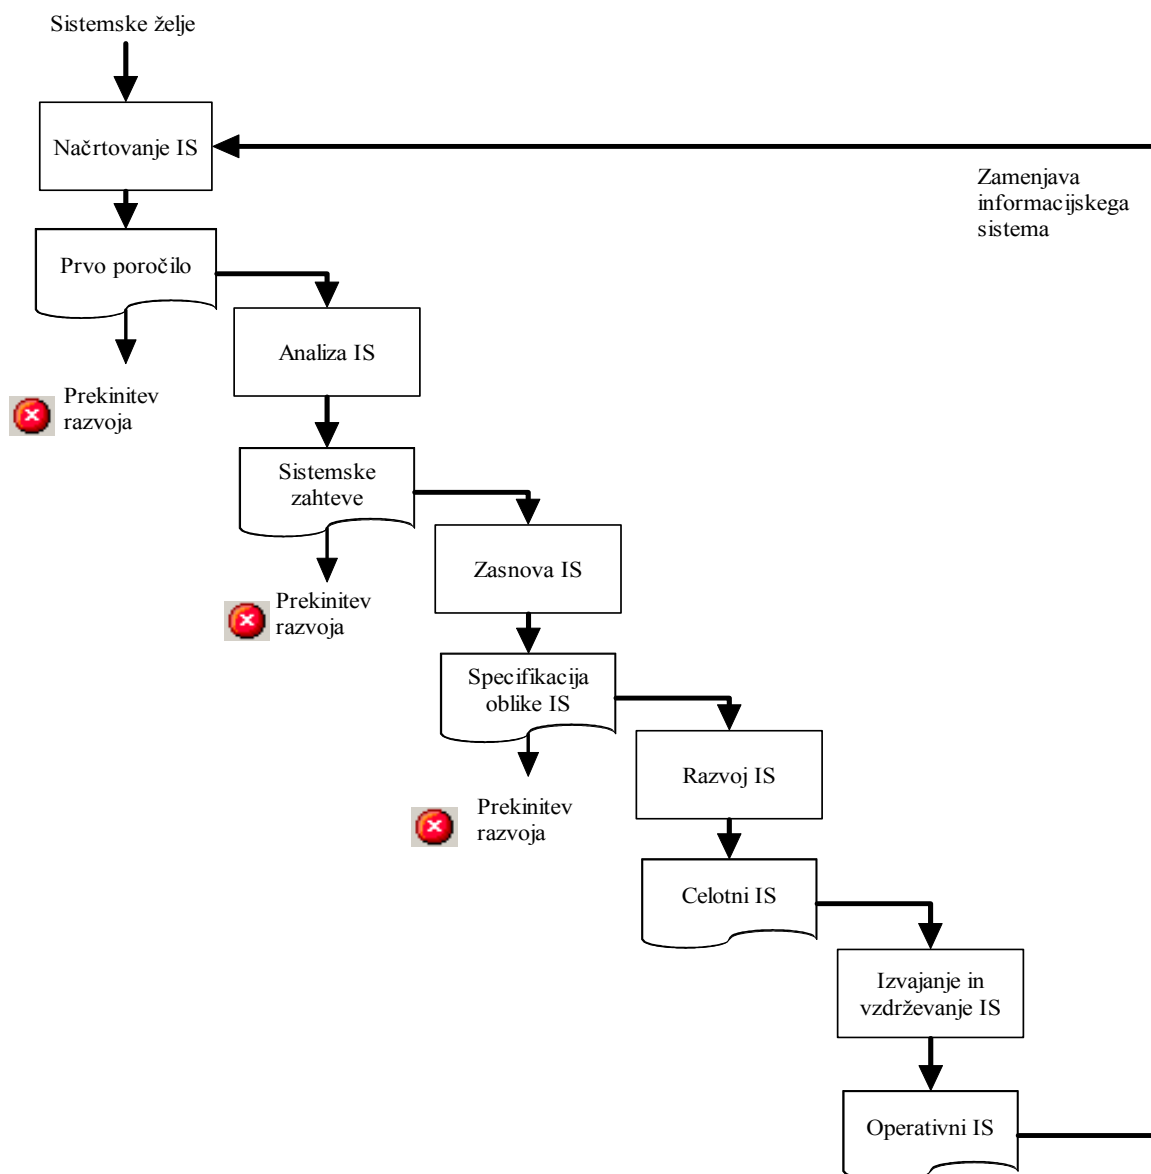 Sistemske želje
Načrtovanje IS
Zamenjava
informacijskega
sistema
Prvo poročilo
Analiza IS
Prekinitev
razvoja
Sistemske
zahteve
Zasnova IS
Prekinitev
razvoja
Specifikacija
oblike IS
Razvoj IS
Prekinitev
razvoja
Celotni IS
Izvajanje in
vzdrževanje IS
Operativni IS